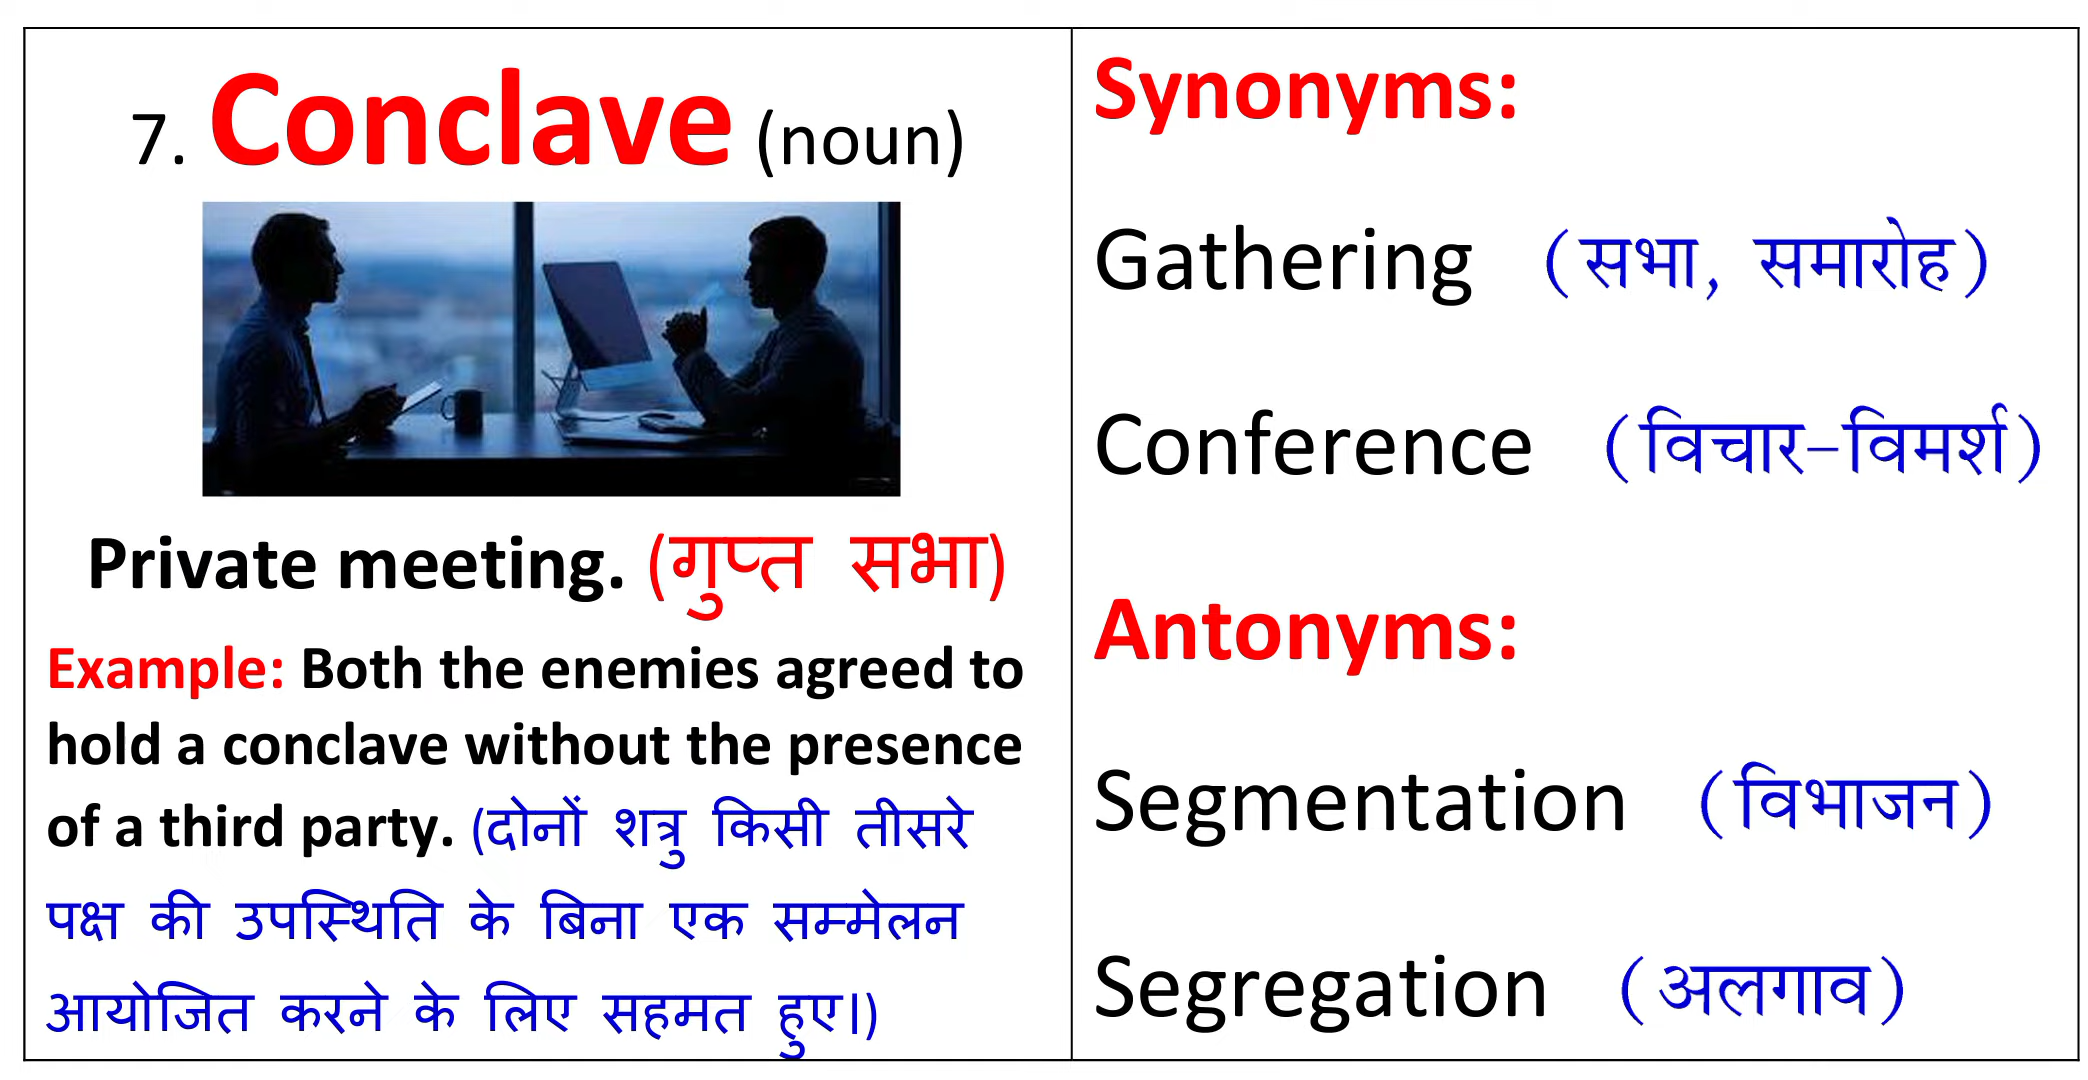 7. Conclave (noun)
Private meeting. (गुप्त सभा)
Example: Both the enemies agreed to
hold a conclave without the presence
of a third party. (दोनों शत्रु किसी तीसरे
पक्ष की उपस्थिति के बिना एक सम्मेलन
आयोजित करने के लिए सहमत हुए।)
Synonyms:
Gathering (सभा, समारोह)
Conference (विचार-विमर्श)
Antonyms:
Segmentation (विभाजन)
Segregation (अलगाव)